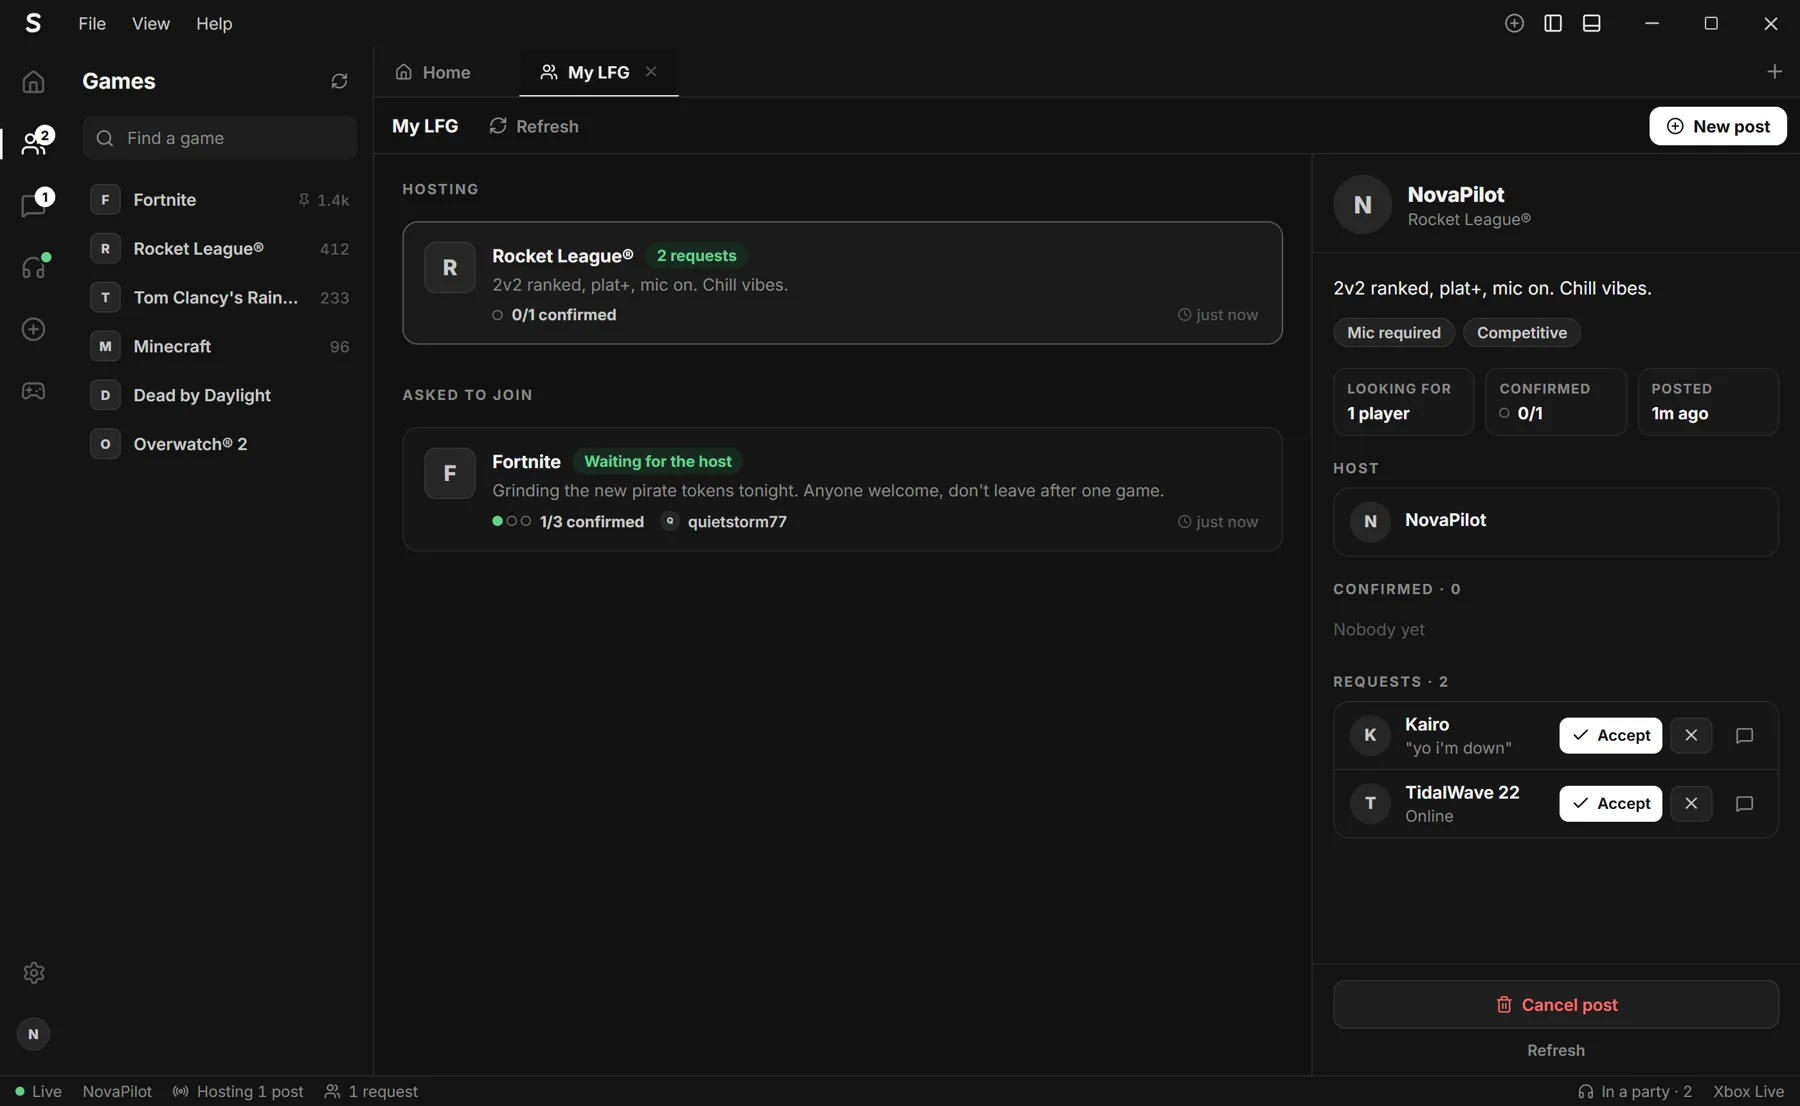 S File View Help
Games
2
Find a game
1
F Fortnite 1.4k
R Rocket League® 412
T Tom Clancy's Rain... 233
M Minecraft 96
D Dead by Daylight
O Overwatch® 2
N
Home My LFG
My LFG Refresh New post
HOSTING
R Rocket League® 2 requests
2v2 ranked, plat+, mic on. Chill vibes.
0/1 confirmed just now
ASKED TO JOIN
F Fortnite Waiting for the host
Grinding the new pirate tokens tonight. Anyone welcome, don't leave after one game.
1/3 confirmed Q quietstorm77 just now
N NovaPilot
Rocket League®
2v2 ranked, plat+, mic on. Chill vibes.
Mic required Competitive
LOOKING FOR CONFIRMED POSTED
1 player 0/1 1m ago
HOST
N NovaPilot
CONFIRMED · 0
Nobody yet
REQUESTS · 2
K Kairo Accept
"yo i'm down"
T TidalWave 22 Accept
Online
Cancel post
Refresh
Live NovaPilot Hosting 1 post 1 request In a party · 2 Xbox Live